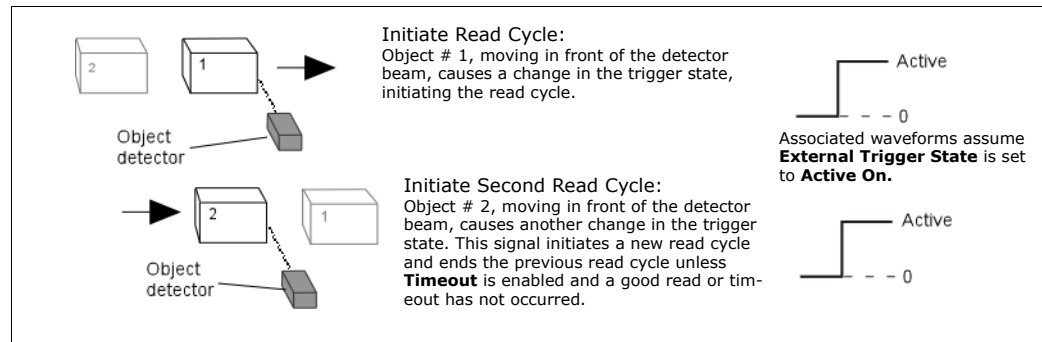 Initiate Read Cycle:
Object # 1, moving in front of the detector
beam, causes a change in the trigger state,
initiating the read cycle.
2
1
Object
detector
Active
0
Associated waveforms assume
External Trigger State is set
to Active On.
Initiate Second Read Cycle:
Object # 2, moving in front of the detector
beam, causes another change in the trigger
state. This signal initiates a new read cycle
and ends the previous read cycle unless
Timeout is enabled and a good read or tim-
eout has not occurred.
2
1
Object
detector
Active
0